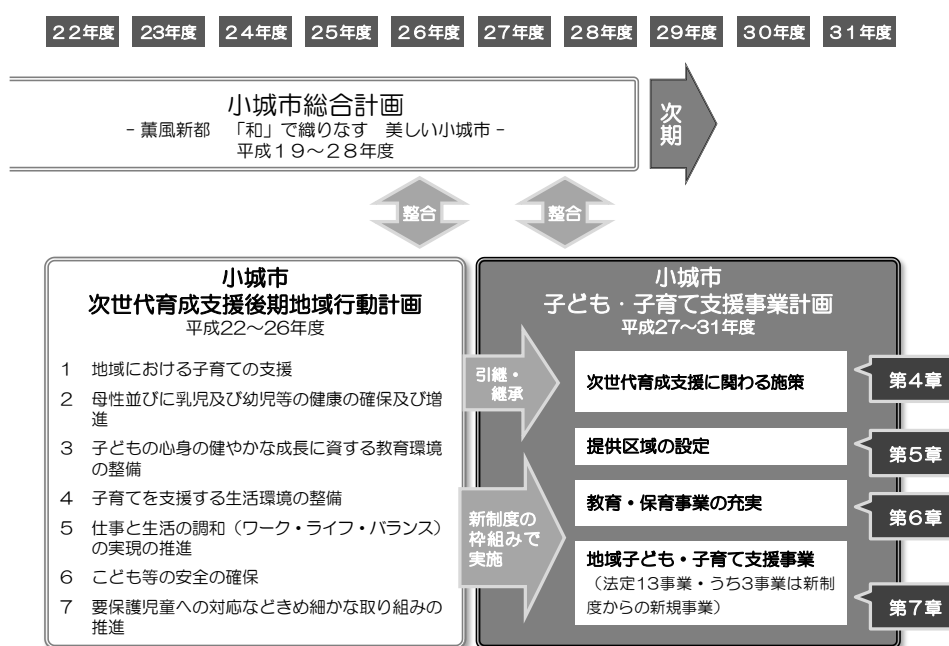 22年度 23年度 24年度 25年度 26年度 27年度 28年度 29年度 30年度 31年度
小城市総合計画
- 薫風新都 「和」で織りなす 美しい小城市 -
平成19～28年度
次期
整合
整合
小城市
次世代育成支援後期地域行動計画
平成22～26年度
1 地域における子育ての支援
2 母性並びに乳児及び幼児等の健康の確保及び増
進
3 子どもの心身の健やかな成長に資する教育環境
の整備
4 子育てを支援する生活環境の整備
5 仕事と生活の調和（ワーク・ライフ・バランス）
の実現の推進
6 こども等の安全の確保
7 要保護児童への対応などきめ細かな取り組みの
推進
引継・
継承
新制度の
枠組みで
実施
小城市
子ども・子育て支援事業計画
平成27～31年度
次世代育成支援に関わる施策
第4章
提供区域の設定
第5章
教育・保育事業の充実
第6章
地域子ども・子育て支援事業
（法定13事業・うち3事業は新制
度からの新規事業）
第7章